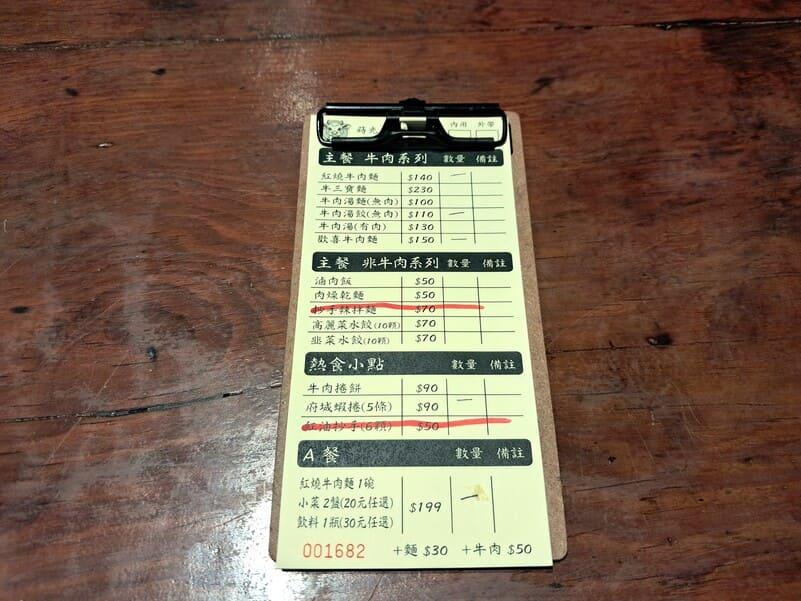 蒔光 內用 外帶
主餐 牛肉系列 數量 備註
紅燒牛肉麵 $140 一
牛三寶麵 $230
牛肉湯麵(無肉) $100
牛肉湯餃(無肉) $110 一
牛肉湯(有肉) $130
歡喜牛肉麵 $150 一
主餐 非牛肉系列 數量 備註
滷肉飯 $50
肉燥乾麵 $50
抄手辣拌麵 $70
高麗菜水餃(10顆) $70
韭菜水餃(10顆) $70
熱食小點 數量 備註
牛肉捲餅 $90
府城蝦捲(5條) $90 一
紅油抄手(6顆) $50
A 餐 數量 備註
紅燒牛肉麵 1碗
小菜 2盤(20元任選) $199 一
飲料 1瓶(30元任選)
001682 +麵 $30 +牛肉 $50